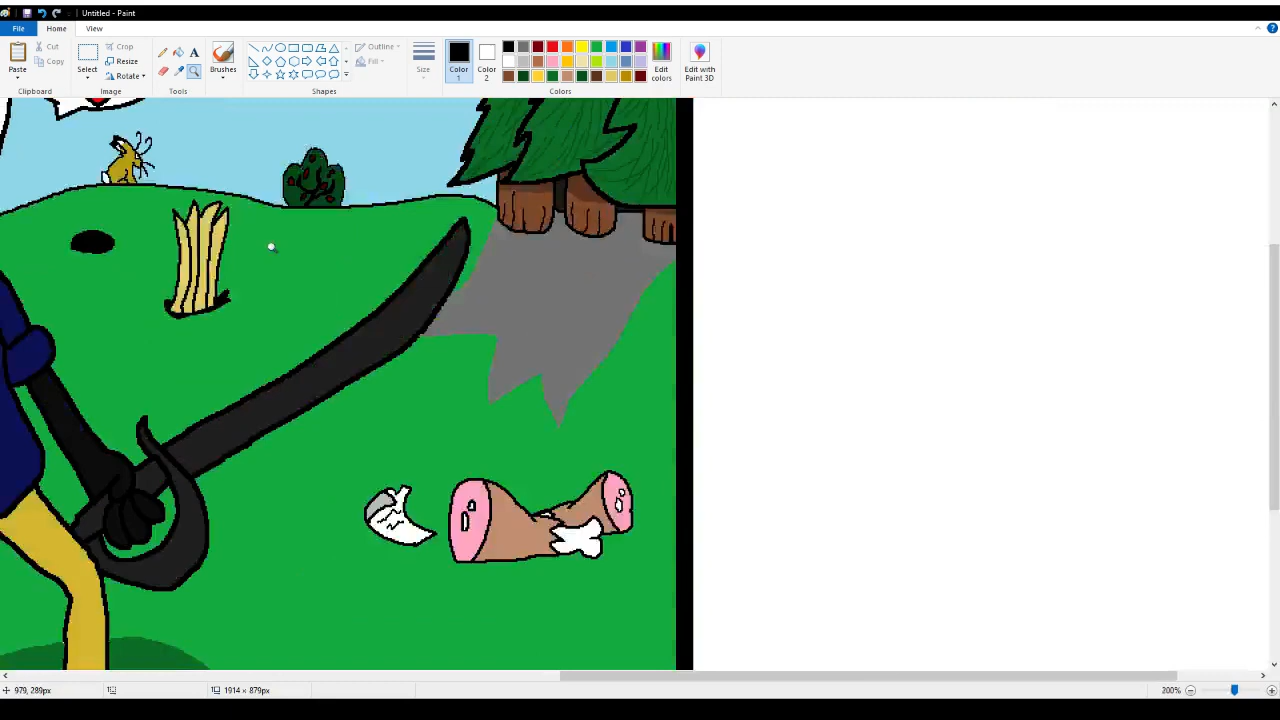 Untitled - Paint
File Home View
Paste Cut Copy Select Crop Resize Rotate Brushes Outline Fill Size Color 1 Color 2 Edit colors Edit with Paint 3D
Clipboard Image Tools Shapes Colors
979, 289px 1914 × 879px 200%